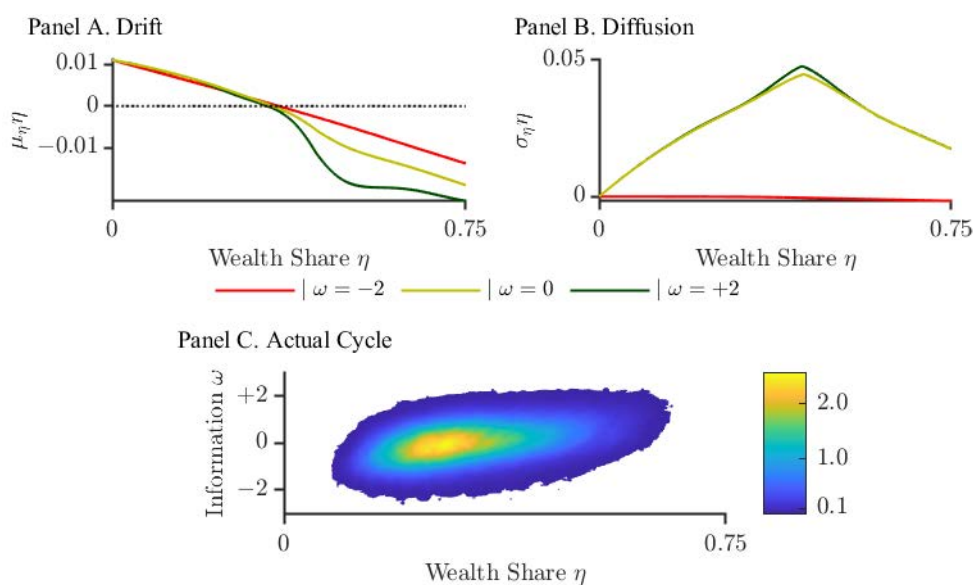 Panel A. Drift
0.01
0
−0.01
μ_η η
0
0.75
Wealth Share η
Panel B. Diffusion
0.05
0
σ_η η
0
0.75
Wealth Share η
| ω = −2
| ω = 0
| ω = +2
Panel C. Actual Cycle
Information ω
+2
0
−2
0
0.75
Wealth Share η
2.0
1.0
0.1